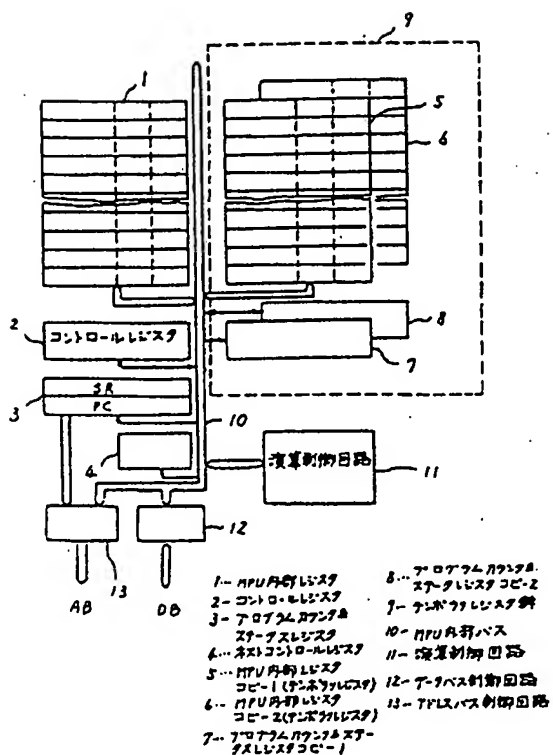 9
1
5
6
2
コントロールレジスタ
8
7
3
SR
PC
10
4
演算制御回路
11
12
13
AB
DB
1…MPU内部レジスタ
2…コントロールレジスタ
3…プログラムカウンタ&
ステータスレジスタ
4…ネストコントロールレジスタ
5…MPU内部レジスタ
コピー1(テンポラリレジスタ)
6…MPU内部レジスタ
コピー2(テンポラリレジスタ)
7…プログラムカウンタ&ステー
タスレジスタコピー1
8…プログラムカウンタ&
ステータスレジスタコピー2
9…テンポラリレジスタ群
10…MPU内部バス
11…演算制御回路
12…データバス制御回路
13…アドレスバス制御回路